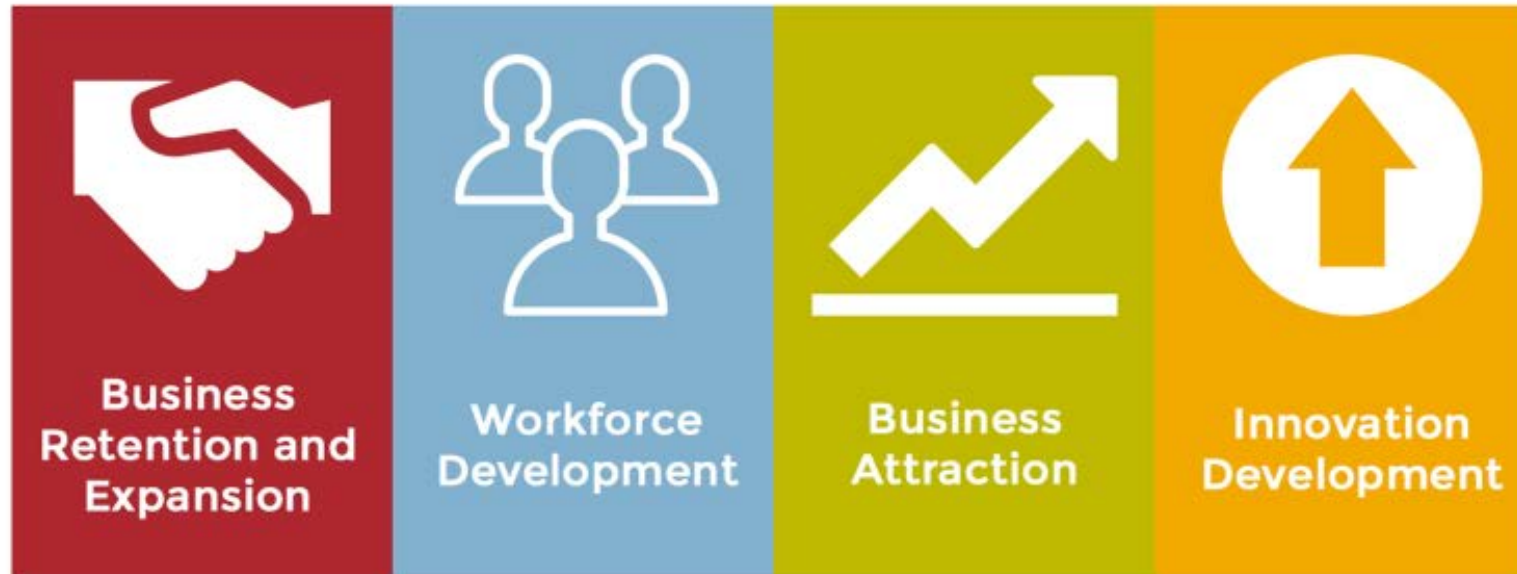 Business
Retention and
Expansion
Workforce
Development
Business
Attraction
Innovation
Development